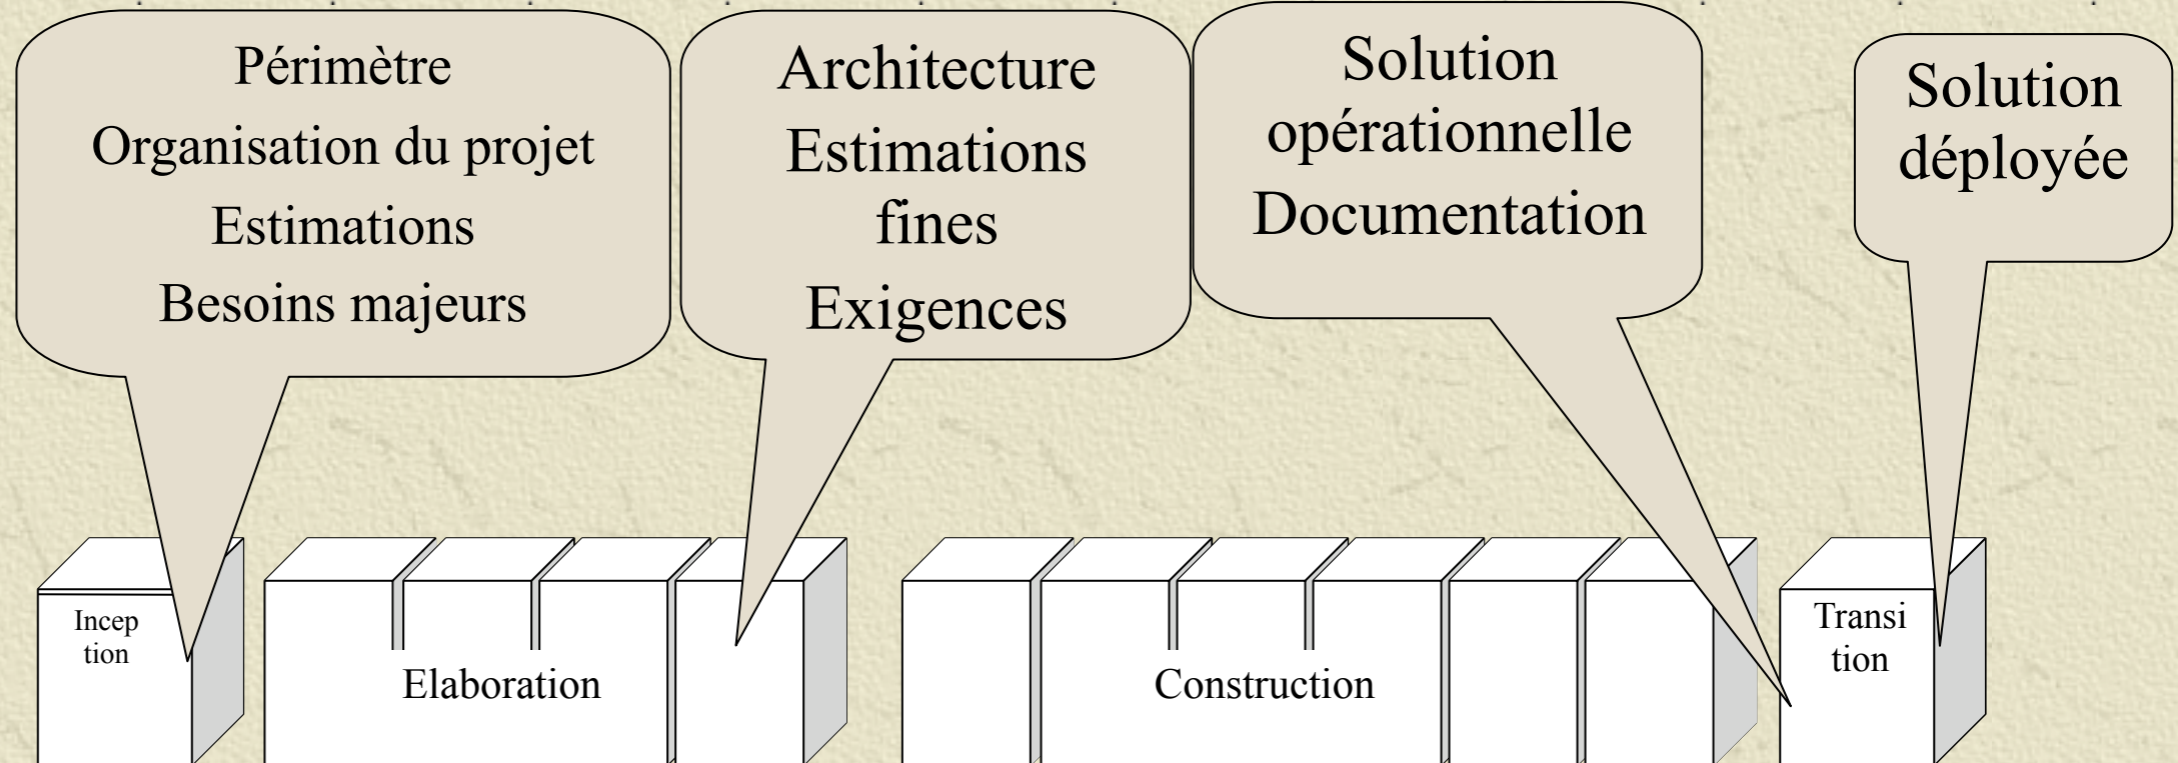 Périmètre
Organisation du projet
Estimations
Besoins majeurs
Architecture
Estimations
fines
Exigences
Solution
opérationnelle
Documentation
Solution
déployée
Incep
tion
Elaboration
Construction
Transi
tion